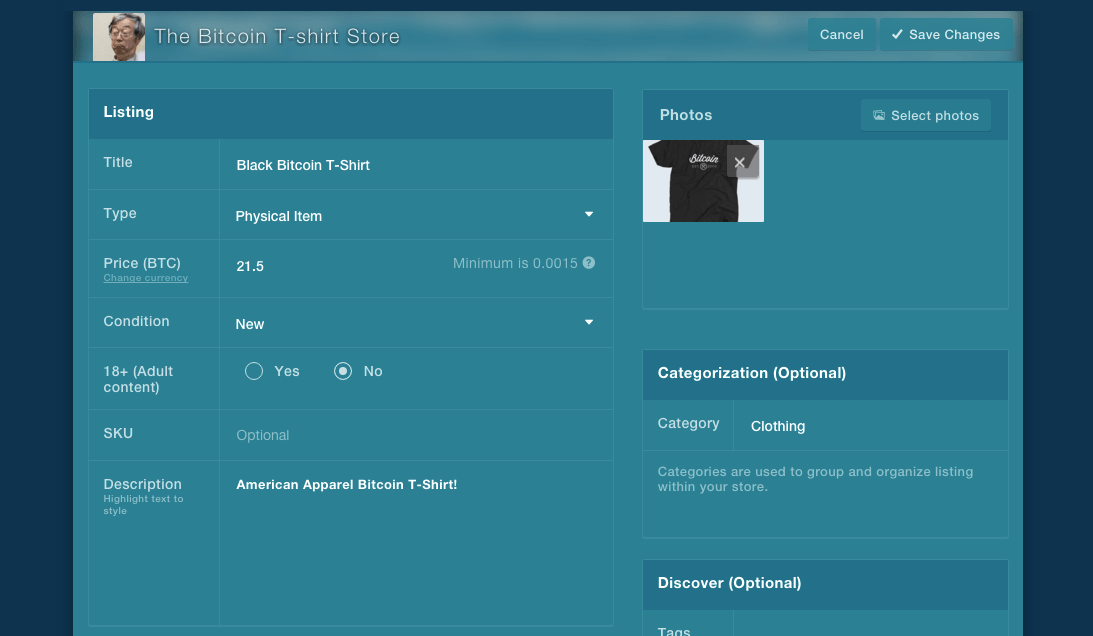 The Bitcoin T-shirt Store
Cancel
Save Changes
Listing
Title
Black Bitcoin T-Shirt
Type
Physical Item
Price (BTC)
Change currency
21.5
Minimum is 0.0015 ?
Condition
New
18+ (Adult
content)
Yes
No
SKU
Optional
Description
Highlight text to
style
American Apparel Bitcoin T-Shirt!
Photos
Select photos
Bitcoin
Categorization (Optional)
Category
Clothing
Categories are used to group and organize listing
within your store.
Discover (Optional)
Tags